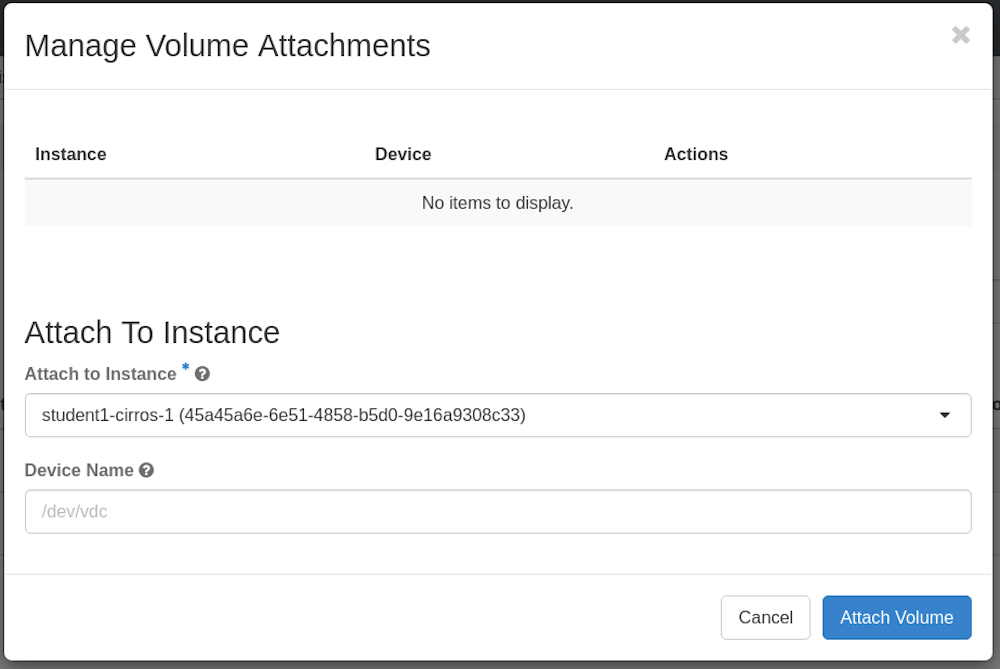 Manage Volume Attachments
Instance Device Actions
No items to display.
Attach To Instance
Attach to Instance *
student1-cirros-1 (45a45a6e-6e51-4858-b5d0-9e16a9308c33)
Device Name
/dev/vdc
Cancel Attach Volume